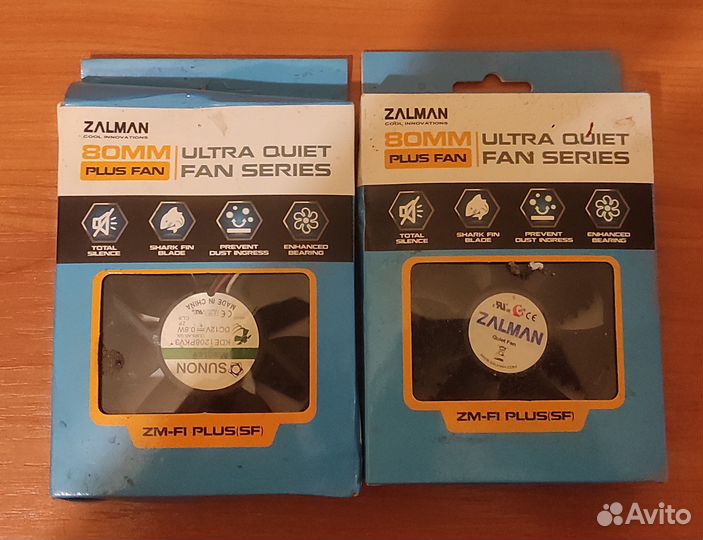 ZALMAN
COOL INNOVATIONS
80MM
PLUS FAN
ULTRA QUIET
FAN SERIES
TOTAL
SILENCE
SHARK FIN
BLADE
PREVENT
DUST INGRESS
ENHANCED
BEARING
SUNON
KDE1208PKV3
DC12V 0.8W
MADE IN CHINA
ZM-F1 PLUS(SF)
ZALMAN
COOL INNOVATIONS
80MM
PLUS FAN
ULTRA QUIET
FAN SERIES
TOTAL
SILENCE
SHARK FIN
BLADE
PREVENT
DUST INGRESS
ENHANCED
BEARING
ZALMAN
Quiet Fan
ZM-F1 PLUS(SF)
Avito